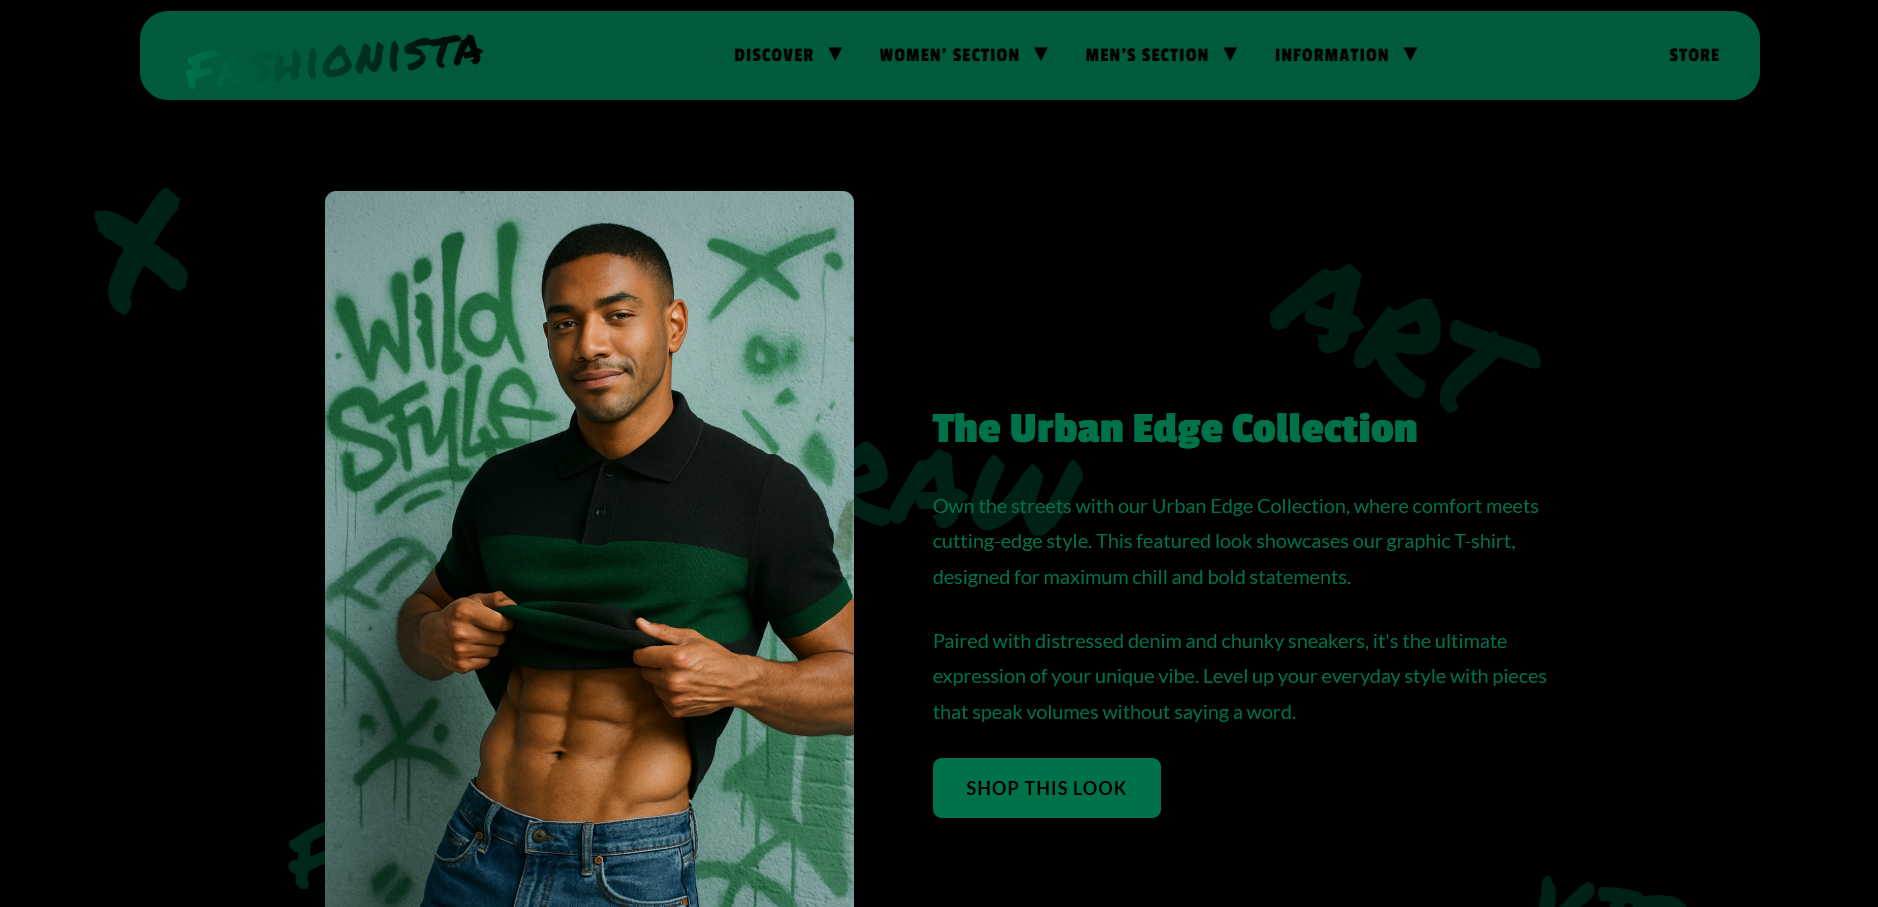 FASHIONISTA
DISCOVER ▼ WOMEN' SECTION ▼ MEN'S SECTION ▼ INFORMATION ▼ STORE
X
ART
Wild
STYLE
The Urban Edge Collection
RAW
Own the streets with our Urban Edge Collection, where comfort meets
cutting-edge style. This featured look showcases our graphic T-shirt,
designed for maximum chill and bold statements.
Paired with distressed denim and chunky sneakers, it's the ultimate
expression of your unique vibe. Level up your everyday style with pieces
that speak volumes without saying a word.
SHOP THIS LOOK
F